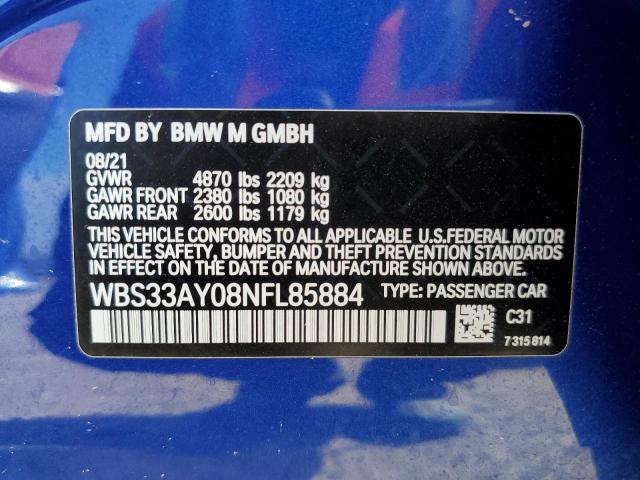 MFD BY BMW M GMBH
08/21
GVWR 4870 lbs 2209 kg
GAWR FRONT 2380 lbs 1080 kg
GAWR REAR 2600 lbs 1179 kg
THIS VEHICLE CONFORMS TO ALL APPLICABLE U.S.FEDERAL MOTOR
VEHICLE SAFETY, BUMPER AND THEFT PREVENTION STANDARDS
IN EFFECT ON THE DATE OF MANUFACTURE SHOWN ABOVE.
WBS33AY08NFL85884 TYPE: PASSENGER CAR
C31
7 315 814